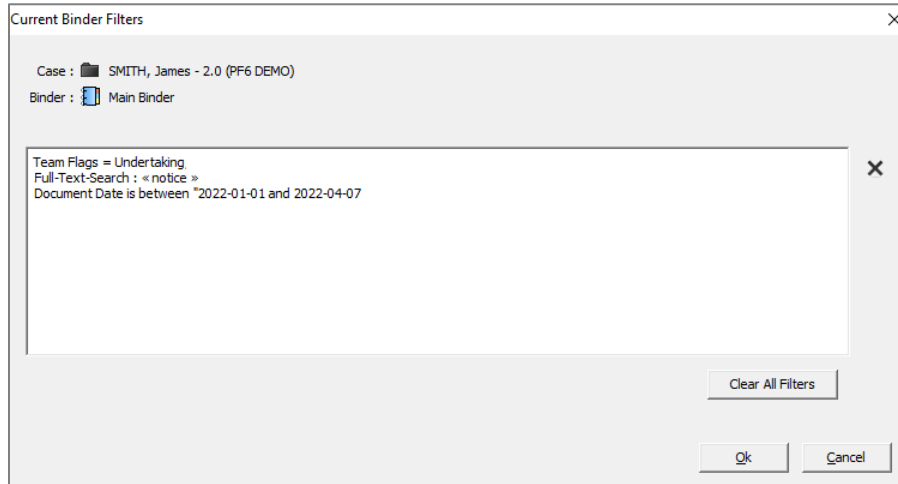 Current Binder Filters
Case : SMITH, James - 2.0 (PF6 DEMO)
Binder : Main Binder
Team Flags = Undertaking,
Full-Text-Search : « notice »
Document Date is between "2022-01-01 and 2022-04-07
Clear All Filters
Ok Cancel